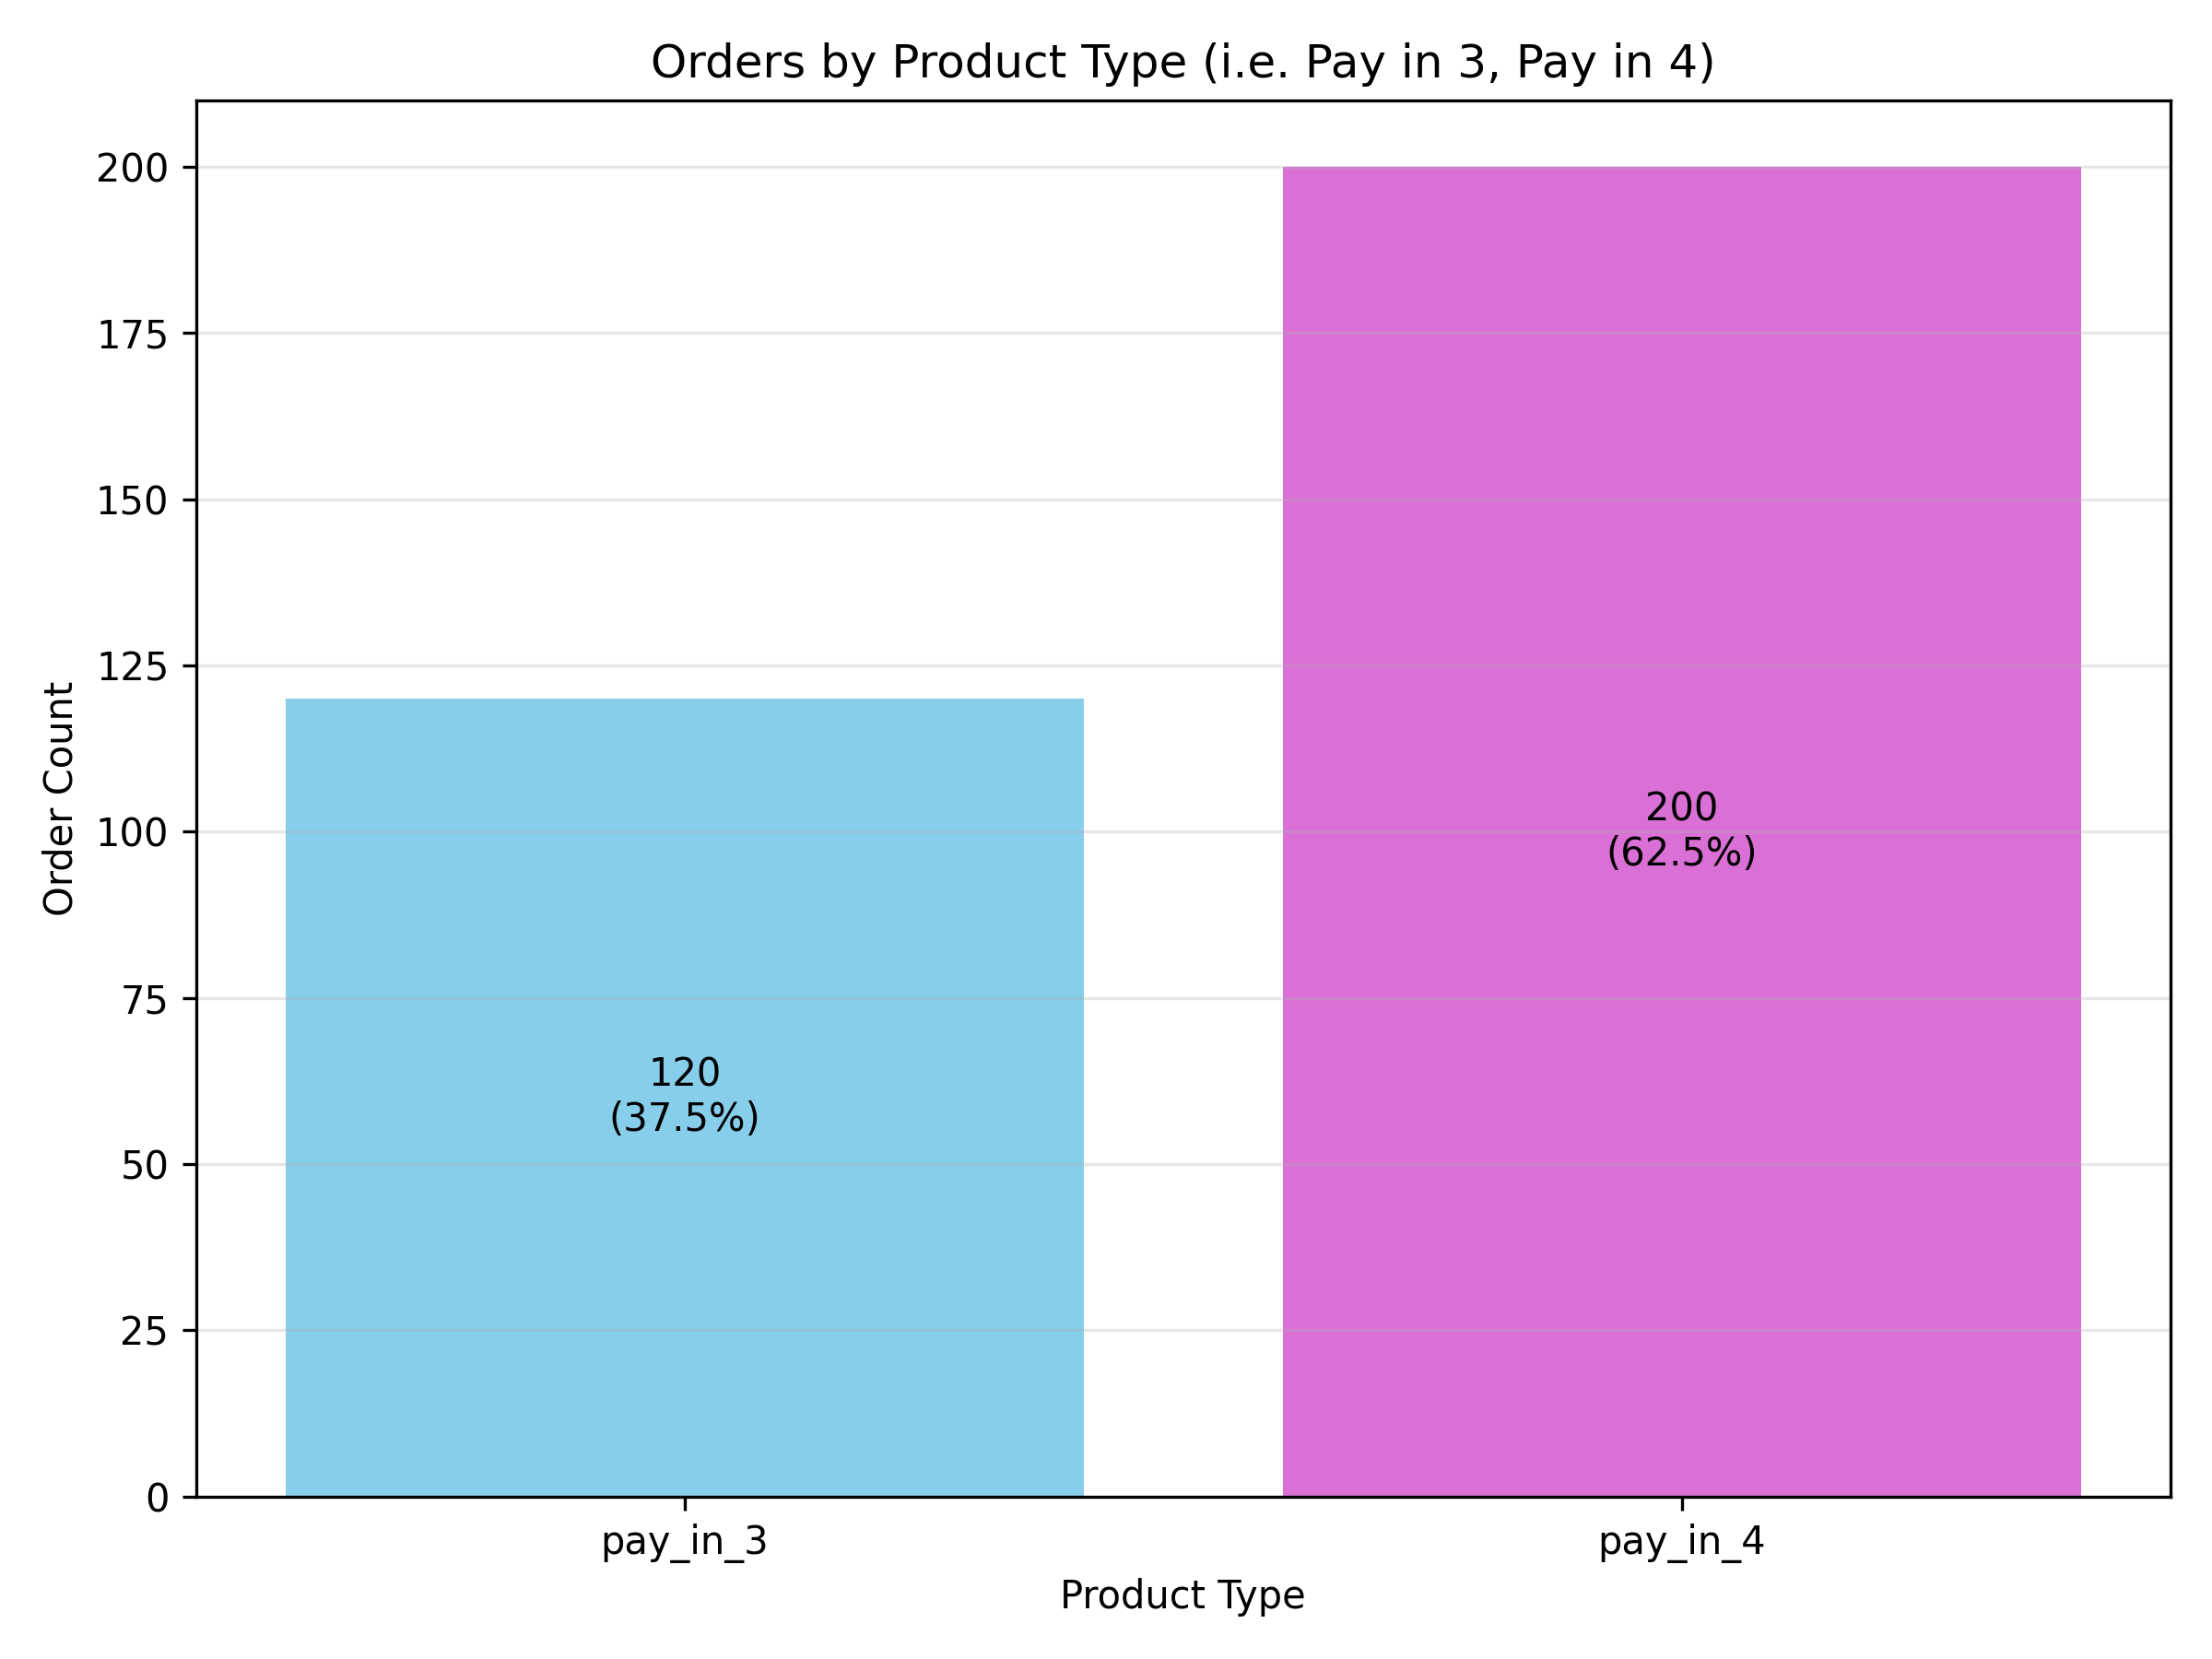 Orders by Product Type (i.e. Pay in 3, Pay in 4)
200
175
150
125
100
75
50
25
0
Order Count
120
(37.5%)
200
(62.5%)
pay_in_3
pay_in_4
Product Type